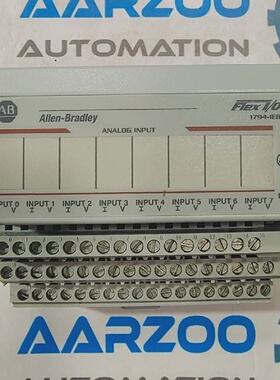 AARZOO
AUTOMATION
AB
Allen-Bradley
Flex I/O
1794-IE8
ANALOG INPUT
INPUT 0 INPUT 1 INPUT 2 INPUT 3 INPUT 4 INPUT 5 INPUT 6 INPUT 7
I V I V I V I V I V I V I V I V
AARZOO
AUTOMATION
AARZOO